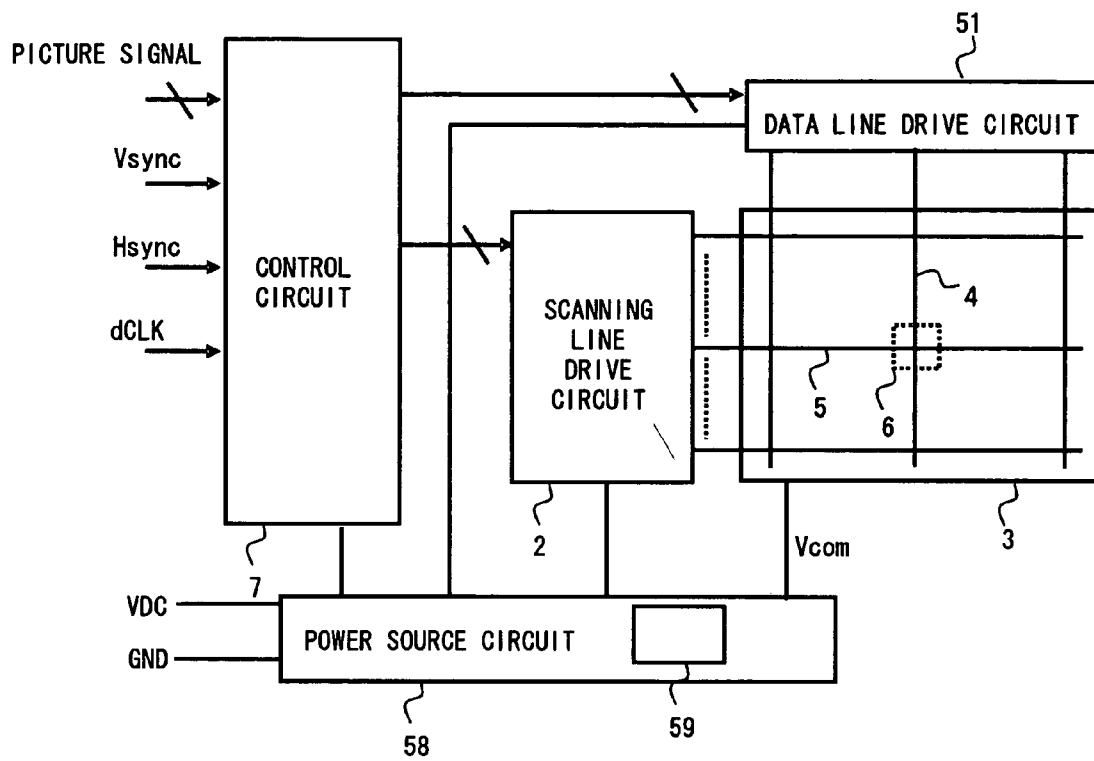 51
PICTURE SIGNAL
DATA LINE DRIVE CIRCUIT
Vsync
Hsync
CONTROL
CIRCUIT
dCLK
SCANNING
LINE
DRIVE
CIRCUIT
4
5
6
7
2
3
Vcom
VDC
GND
POWER SOURCE CIRCUIT
58
59